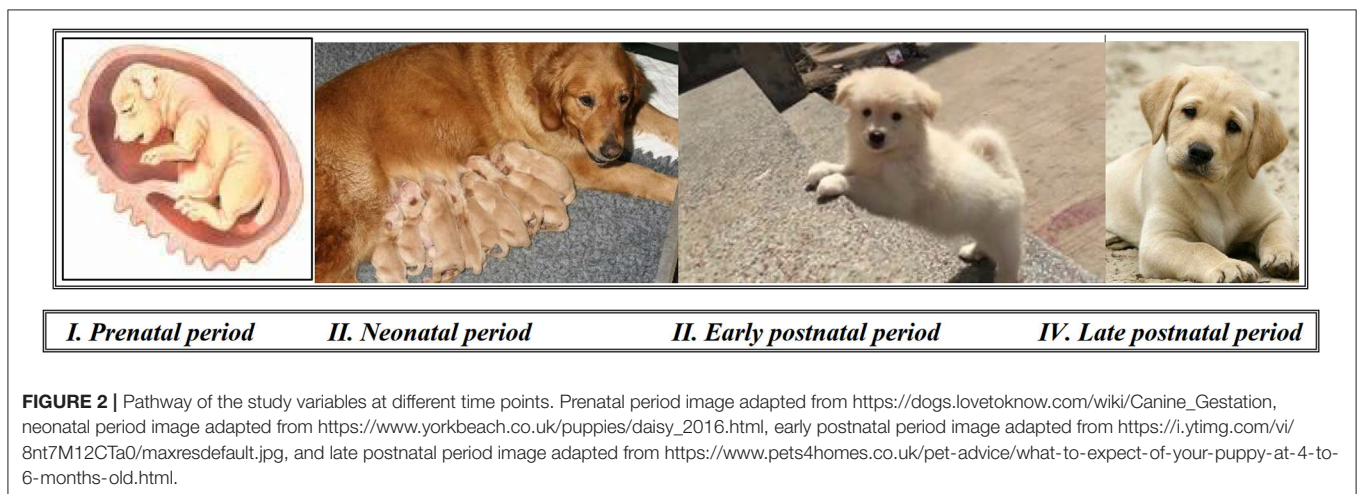 I. Prenatal period II. Neonatal period II. Early postnatal period IV. Late postnatal period
FIGURE 2 | Pathway of the study variables at different time points. Prenatal period image adapted from https://dogs.lovetoknow.com/wiki/Canine_Gestation,
neonatal period image adapted from https://www.yorkbeach.co.uk/puppies/daisy_2016.html, early postnatal period image adapted from https://i.ytimg.com/vi/
8nt7M12CTa0/maxresdefault.jpg, and late postnatal period image adapted from https://www.pets4homes.co.uk/pet-advice/what-to-expect-of-your-puppy-at-4-to-
6-months-old.html.